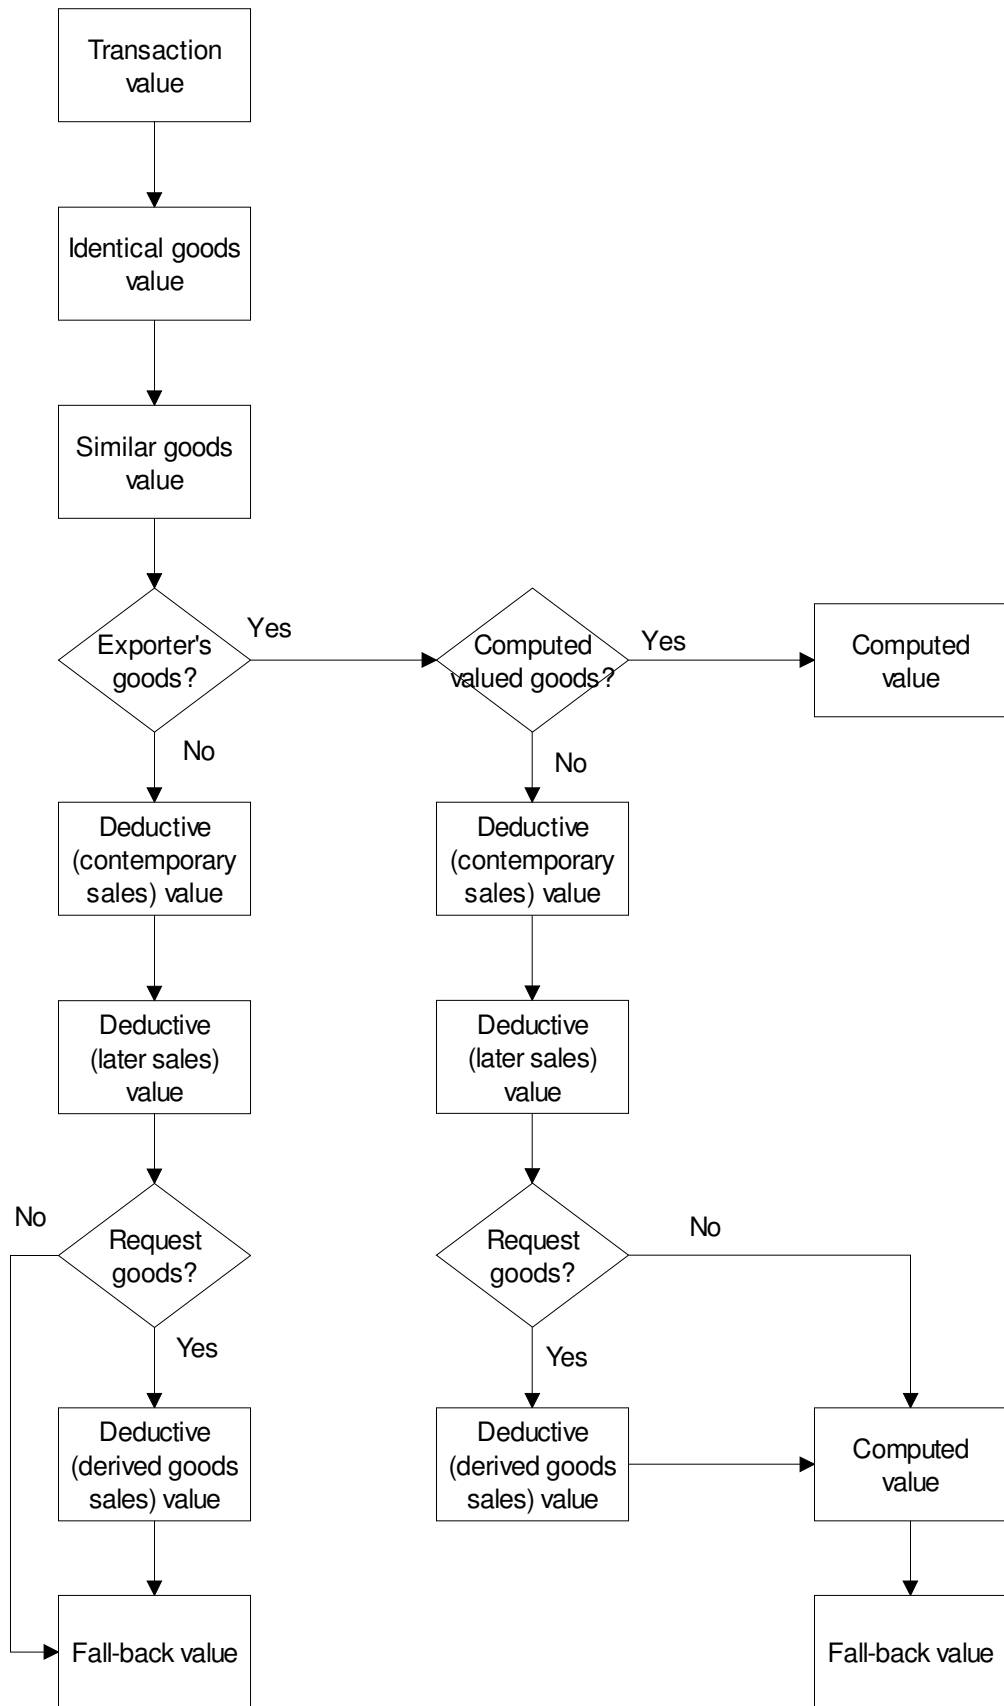 Transaction
value
Identical goods
value
Similar goods
value
Exporter's
goods?
Yes
Computed
valued goods?
Yes
Computed
value
No
No
Deductive
(contemporary
sales) value
Deductive
(contemporary
sales) value
Deductive
(later sales)
value
Deductive
(later sales)
value
No
Request
goods?
Yes
Request
goods?
No
Yes
Deductive
(derived goods
sales) value
Deductive
(derived goods
sales) value
Computed
value
Fall-back value
Fall-back value